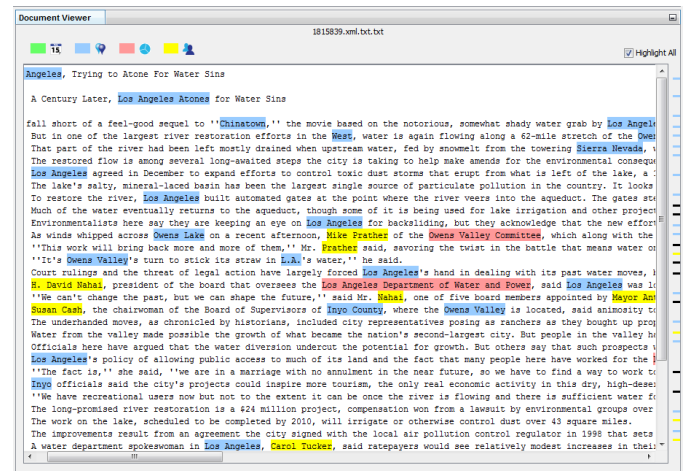 Document Viewer
1815839.xml.txt.txt
15,
Highlight All
Angeles, Trying to Atone For Water Sins
A Century Later, Los Angeles Atones for Water Sins
fall short of a feel-good sequel to ''Chinatown,'' the movie based on the notorious, somewhat shady water grab by Los Angele
But in one of the largest river restoration efforts in the West, water is again flowing along a 62-mile stretch of the Owen
That part of the river had been left mostly drained when upstream water, fed by snowmelt from the towering Sierra Nevada, w
The restored flow is among several long-awaited steps the city is taking to help make amends for the environmental conseque
Los Angeles agreed in December to expand efforts to control toxic dust storms that erupt from what is left of the lake, a 1
The lake's salty, mineral-laced basin has been the largest single source of particulate pollution in the country. It looks
To restore the river, Los Angeles built automated gates at the point where the river veers into the aqueduct. The gates ste
Much of the water eventually returns to the aqueduct, though some of it is being used for lake irrigation and other project
Environmentalists here say they are keeping an eye on Los Angeles for backsliding, but they acknowledge that the new effort
As winds whipped across Owens Lake on a recent afternoon, Mike Prather of the Owens Valley Committee, which along with the
''This work will bring back more and more of them,'' Mr. Prather said, savoring the twist in the battle that means water on
''It's Owens Valley's turn to stick its straw in L.A.'s water,'' he said.
Court rulings and the threat of legal action have largely forced Los Angeles's hand in dealing with its past water moves, b
H. David Nahai, president of the board that oversees the Los Angeles Department of Water and Power, said Los Angeles was lo
''We can't change the past, but we can shape the future,'' said Mr. Nahai, one of five board members appointed by Mayor Ant
Susan Cash, the chairwoman of the Board of Supervisors of Inyo County, where the Owens Valley is located, said animosity to
The underhanded moves, as chronicled by historians, included city representatives posing as ranchers as they bought up prop
Water from the valley made possible the growth of what became the nation's second-largest city. But people in the valley ha
Officials here have argued that the water diversion undercut the potential for growth. But others say that such prospects w
Los Angeles's policy of allowing public access to much of its land and the fact that many people here have worked for the
''The fact is,'' she said, ''we are in a marriage with no annulment in the near future, so we have to find a way to work to
Inyo officials said the city's projects could inspire more tourism, the only real economic activity in this dry, high-deser
''We have recreational users now but not to the extent it can be once the river is flowing and there is sufficient water fo
The long-promised river restoration is a $24 million project, compensation won from a lawsuit by environmental groups over
The work on the lake, scheduled to be completed by 2010, will irrigate or otherwise control dust over 43 square miles.
The improvements result from an agreement the city signed with the local air pollution control regulator in 1998 that sets
A water department spokeswoman in Los Angeles, Carol Tucker, said ratepayers would see relatively modest increases in their